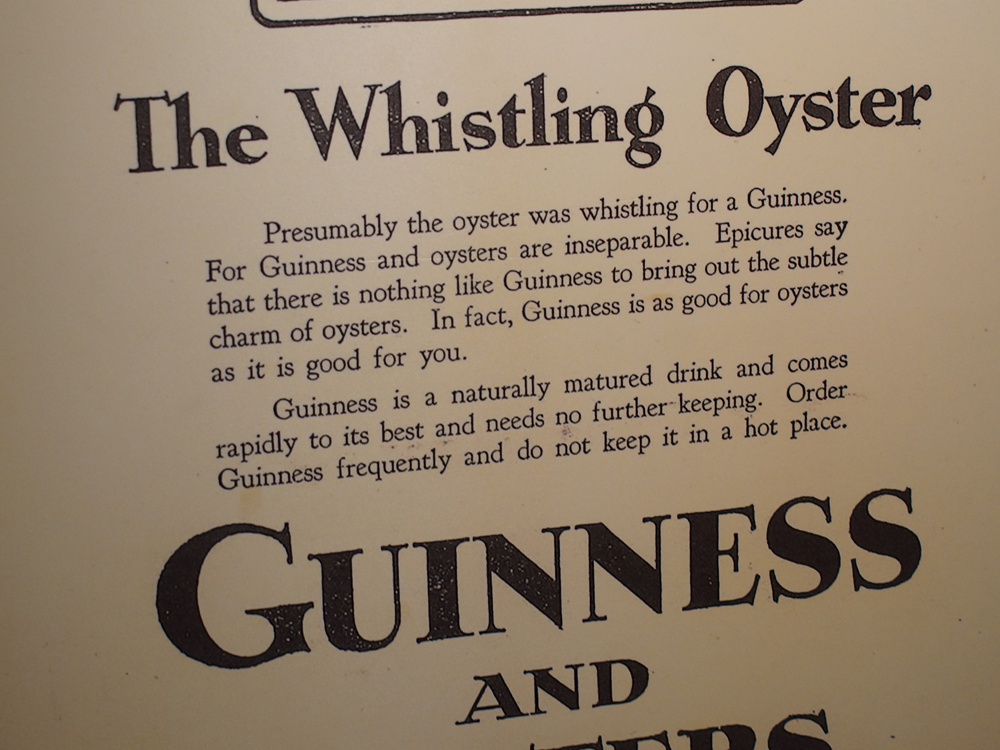 The Whistling Oyster
Presumably the oyster was whistling for a Guinness.
For Guinness and oysters are inseparable. Epicures say
that there is nothing like Guinness to bring out the subtle
charm of oysters. In fact, Guinness is as good for oysters
as it is good for you.
Guinness is a naturally matured drink and comes
rapidly to its best and needs no further keeping. Order
Guinness frequently and do not keep it in a hot place.
GUINNESS
AND